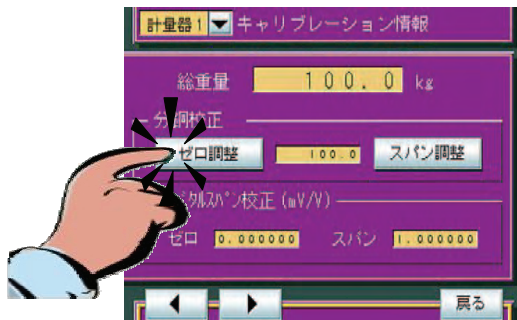 計量器1 キャリブレーション情報
総重量 100.0 kg
分銅校正
ゼロ調整 100.0 スパン調整
タルスパン校正 (mV/V)
ゼロ 0.000000 スパン 1.000000
戻る